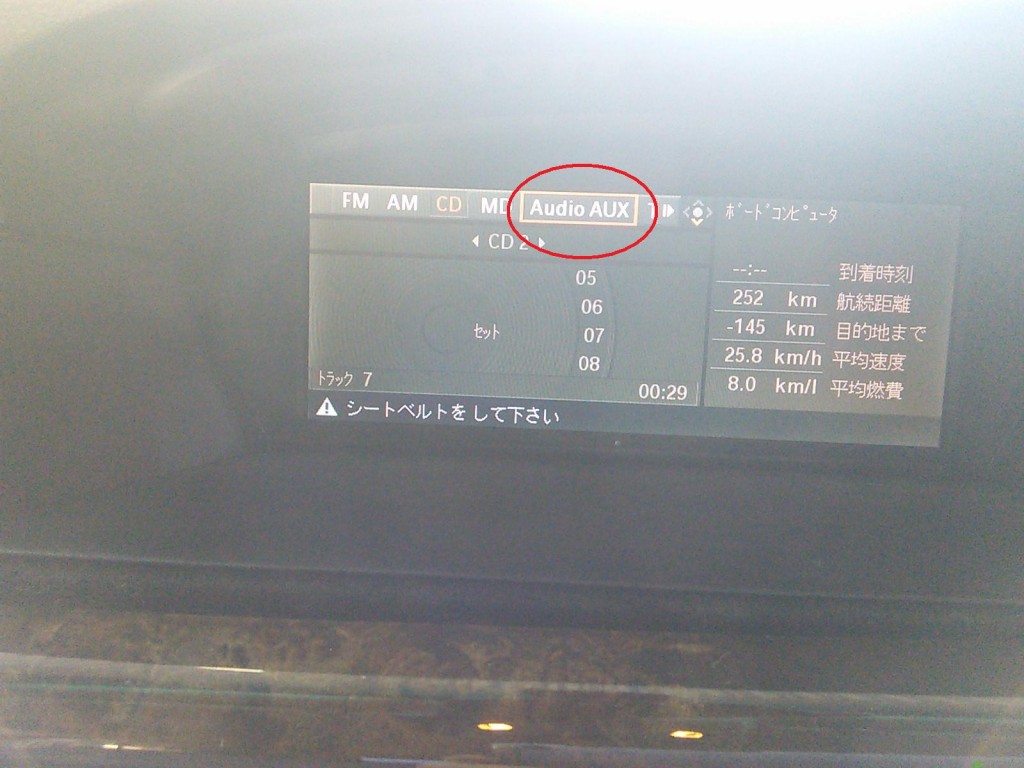 FM AM CD MD Audio AUX T
CD 2
05
06
セット 07
08
トラック 7 00:29
シートベルトを して下さい
ボードコンピュータ
--:-- 到着時刻
252 km 航続距離
-145 km 目的地まで
25.8 km/h 平均速度
8.0 km/l 平均燃費